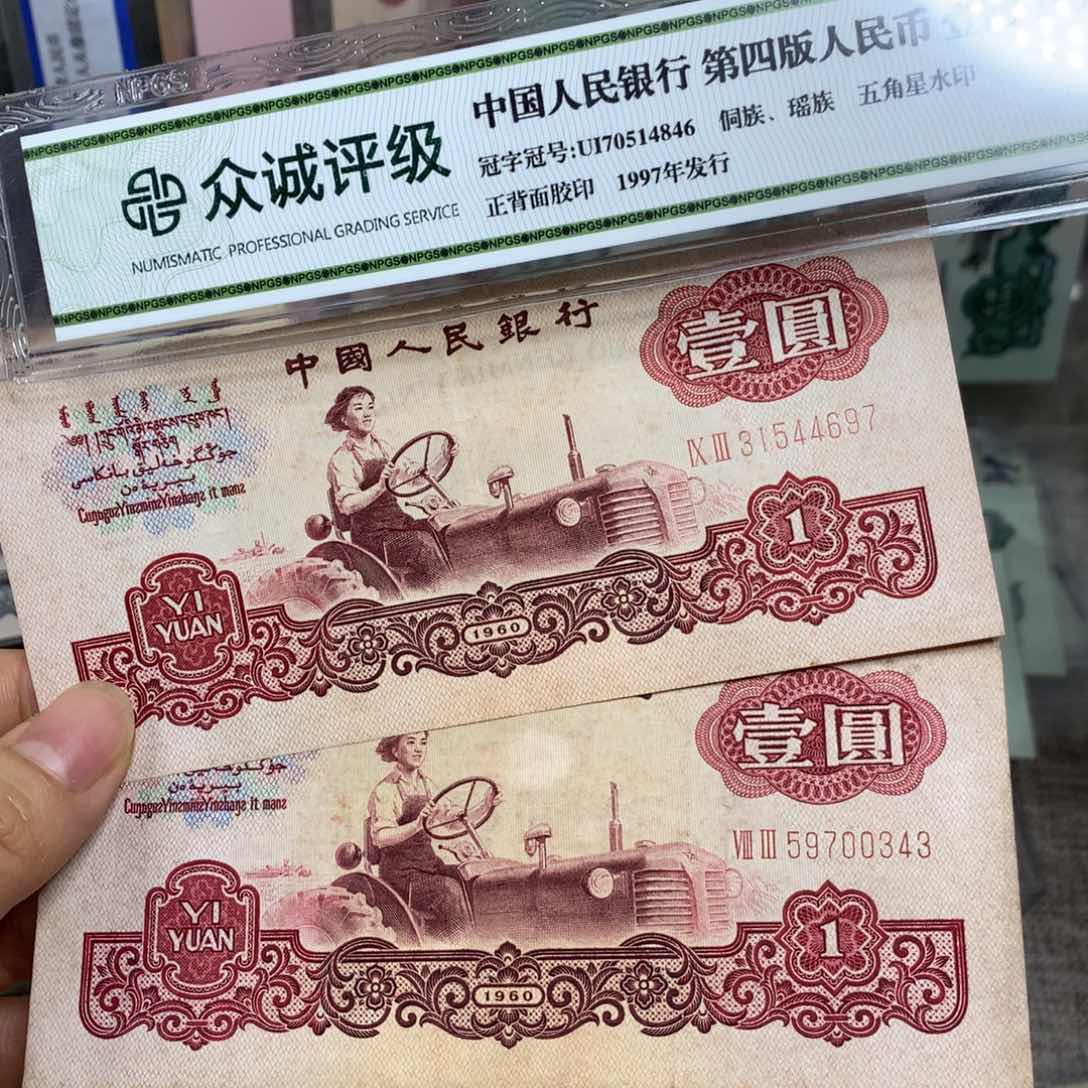 中国人民银行 第四版人民币
冠字冠号:UI70514846 侗族、瑶族 五角星水印
正背面胶印 1997年发行
众诚评级
NUMISMATIC PROFESSIONAL GRADING SERVICE
NPGS
中國人民銀行
壹圓
IX III 31544697
1
YI
YUAN
1960
壹圓
VIII III 59700343
1
YI
YUAN
1960